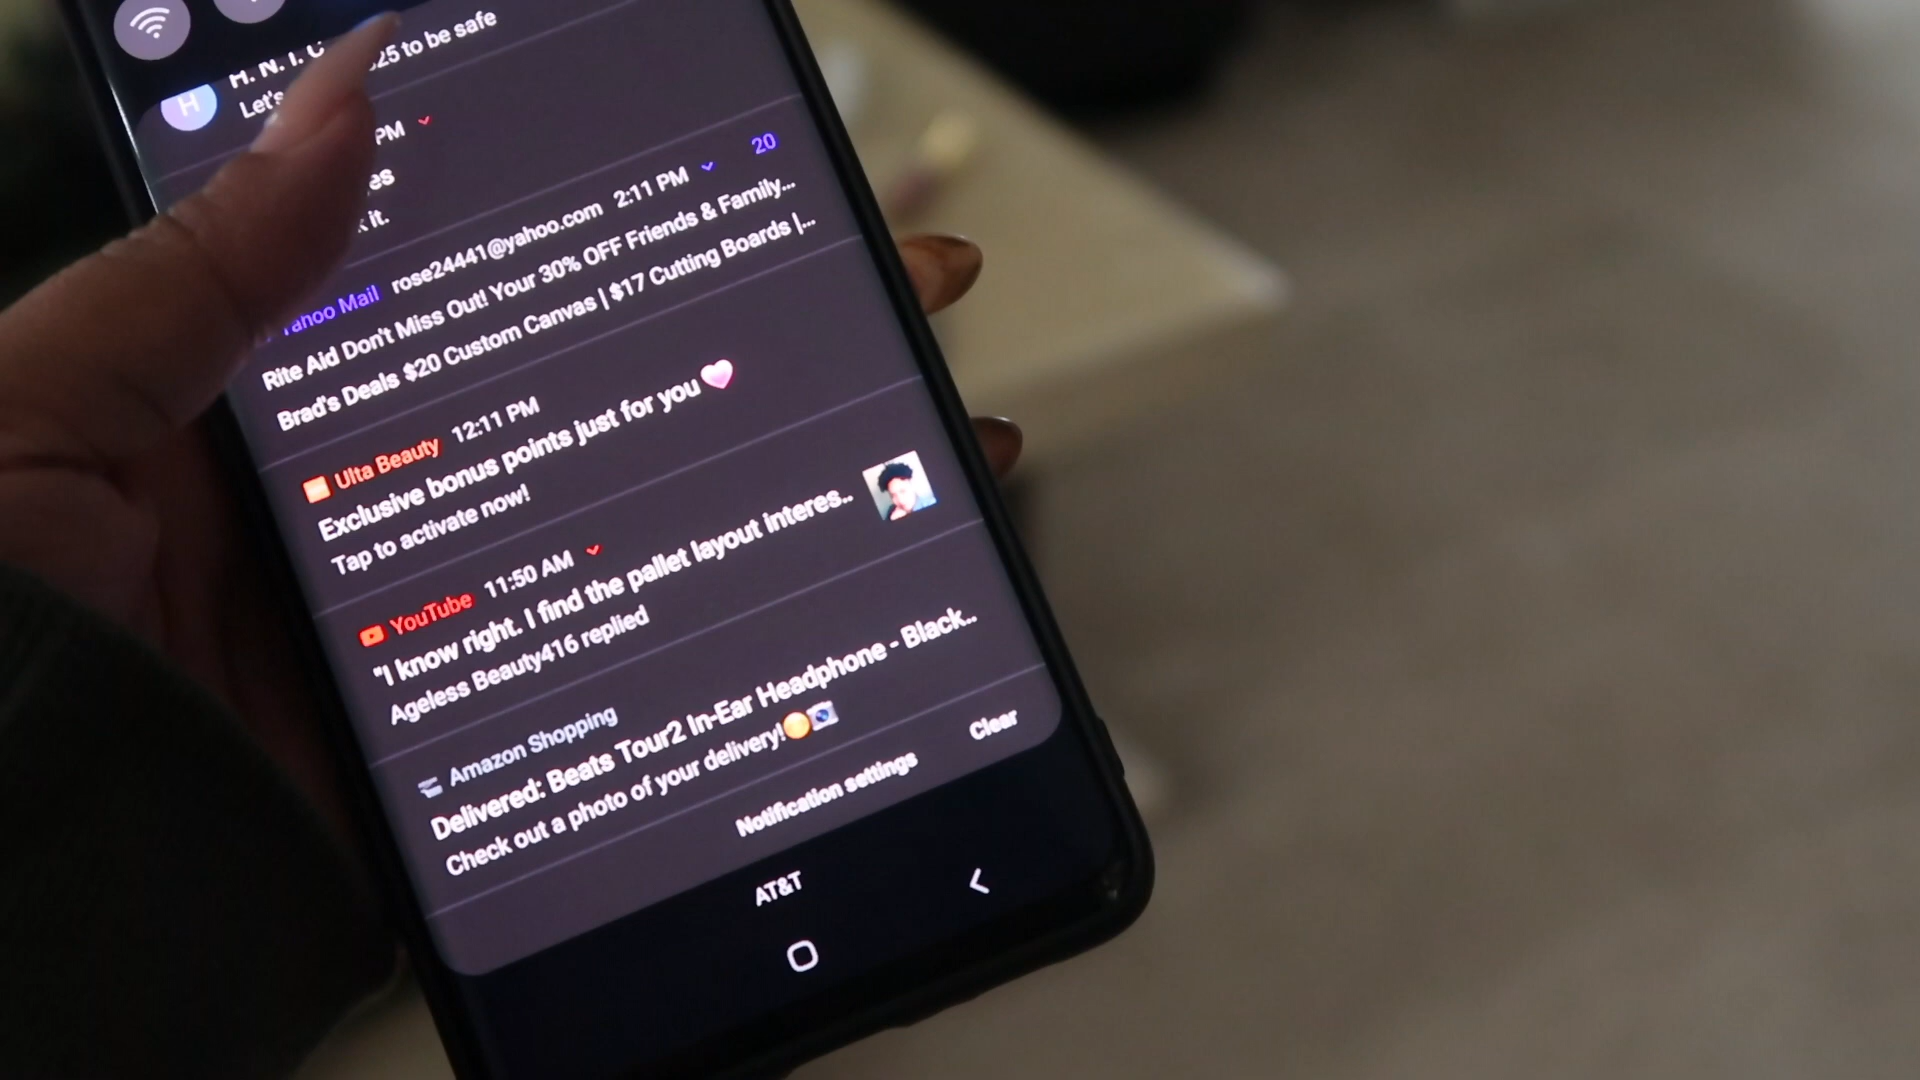 H. N. I. C
Let's 25 to be safe
H
PM
it.
Yahoo Mail rose24441@yahoo.com 2:11 PM 20
Rite Aid Don't Miss Out! Your 30% OFF Friends & Family...
Brad's Deals $20 Custom Canvas | $17 Cutting Boards |...
Ulta Beauty 12:11 PM
Exclusive bonus points just for you
Tap to activate now!
YouTube 11:50 AM
"I know right. I find the pallet layout interes..
Ageless Beauty416 replied
Amazon Shopping
Delivered: Beats Tour2 In-Ear Headphone - Black..
Check out a photo of your delivery!
Notification settings Clear
AT&T